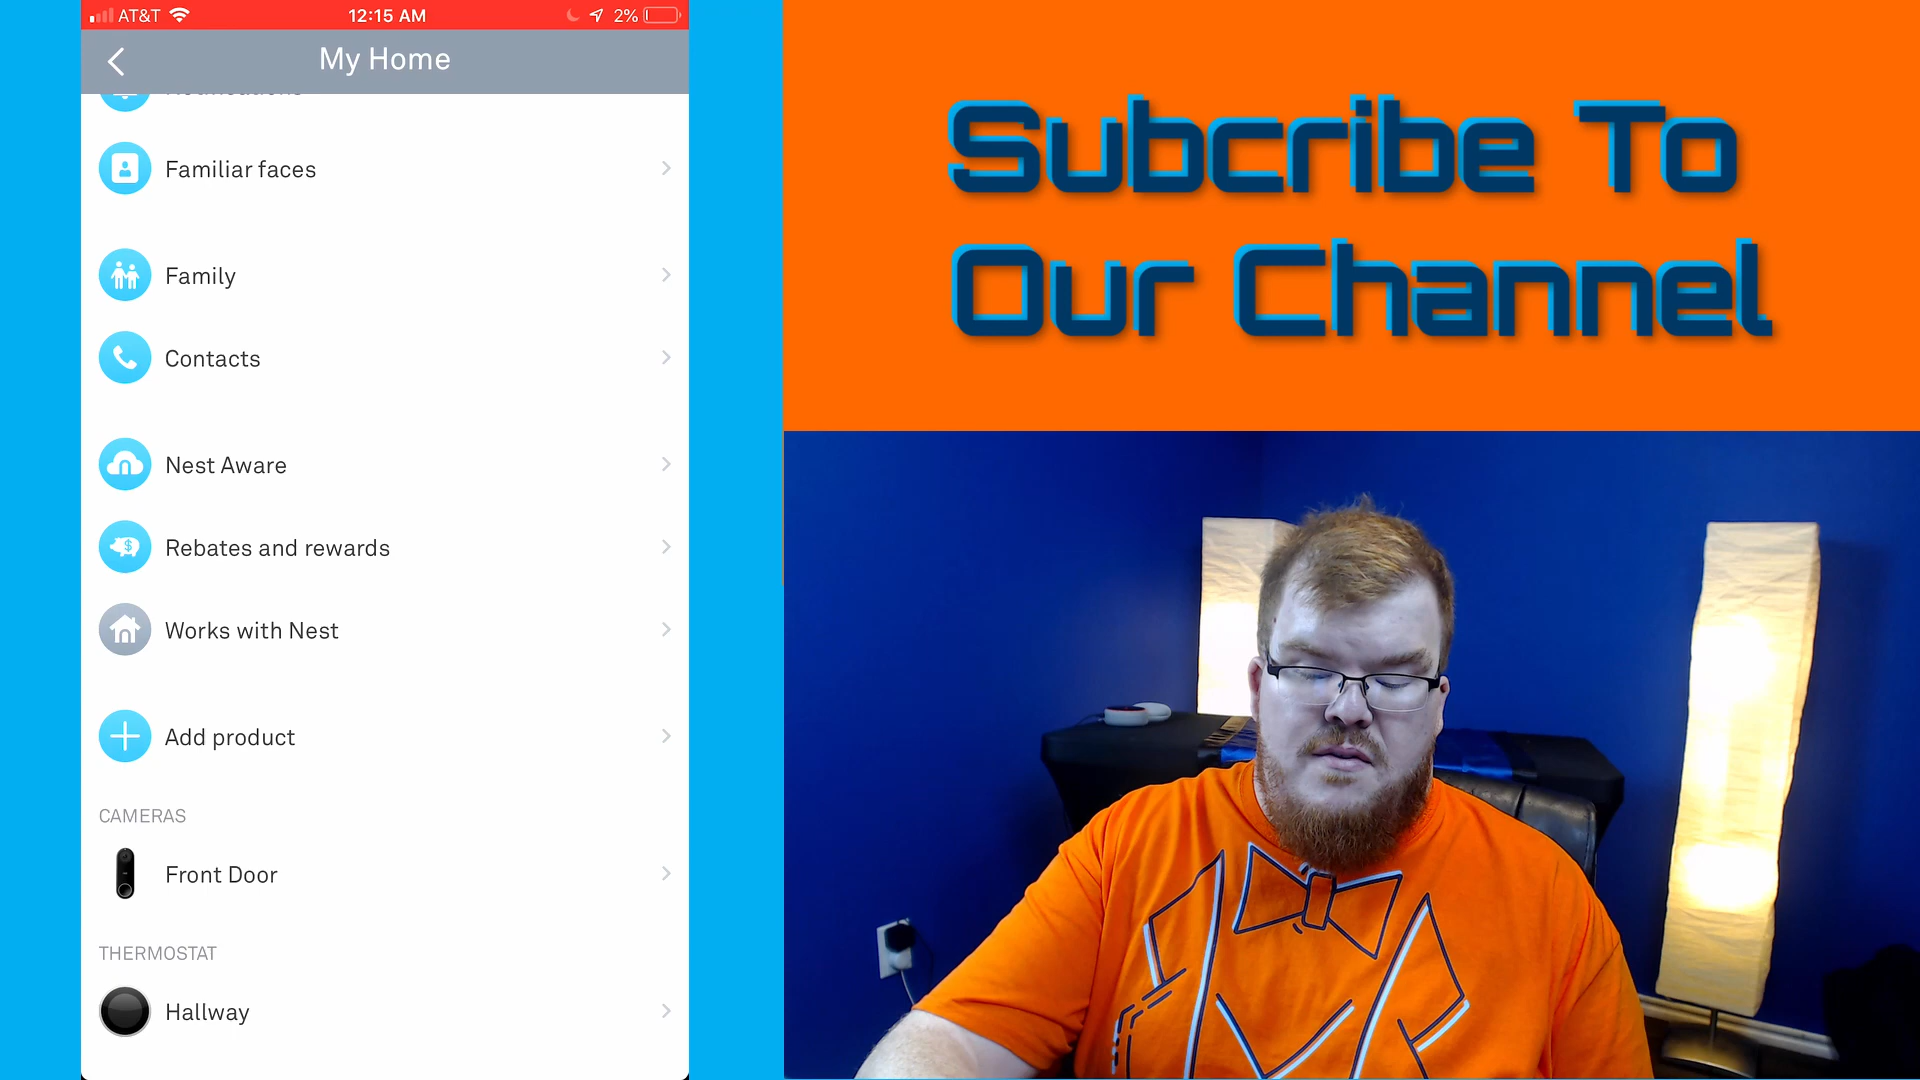 AT&T 12:15 AM 2%
My Home
Familiar faces
Family
Contacts
Nest Aware
Rebates and rewards
Works with Nest
Add product
CAMERAS
Front Door
THERMOSTAT
Hallway
Subcribe To
Our Channel